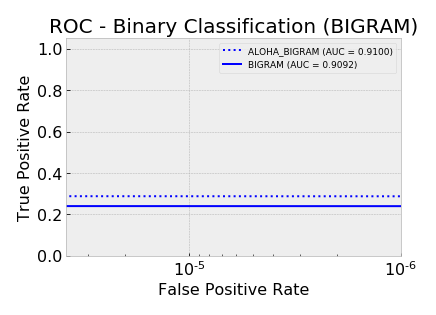 ROC - Binary Classification (BIGRAM)
ALOHA_BIGRAM (AUC = 0.9100)
BIGRAM (AUC = 0.9092)
True Positive Rate
1.0
0.8
0.6
0.4
0.2
0.0
10^-5
10^-6
False Positive Rate